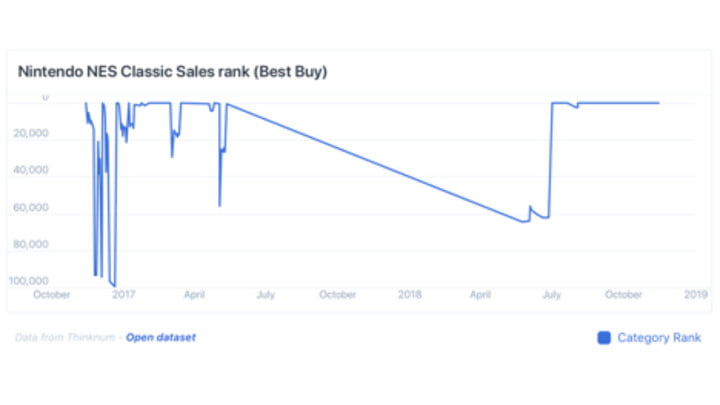 Nintendo NES Classic Sales rank (Best Buy)
0
20,000
40,000
60,000
80,000
100,000
October 2017 April July October 2018 April July October 2019
Data from Thinknum - Open dataset
Category Rank